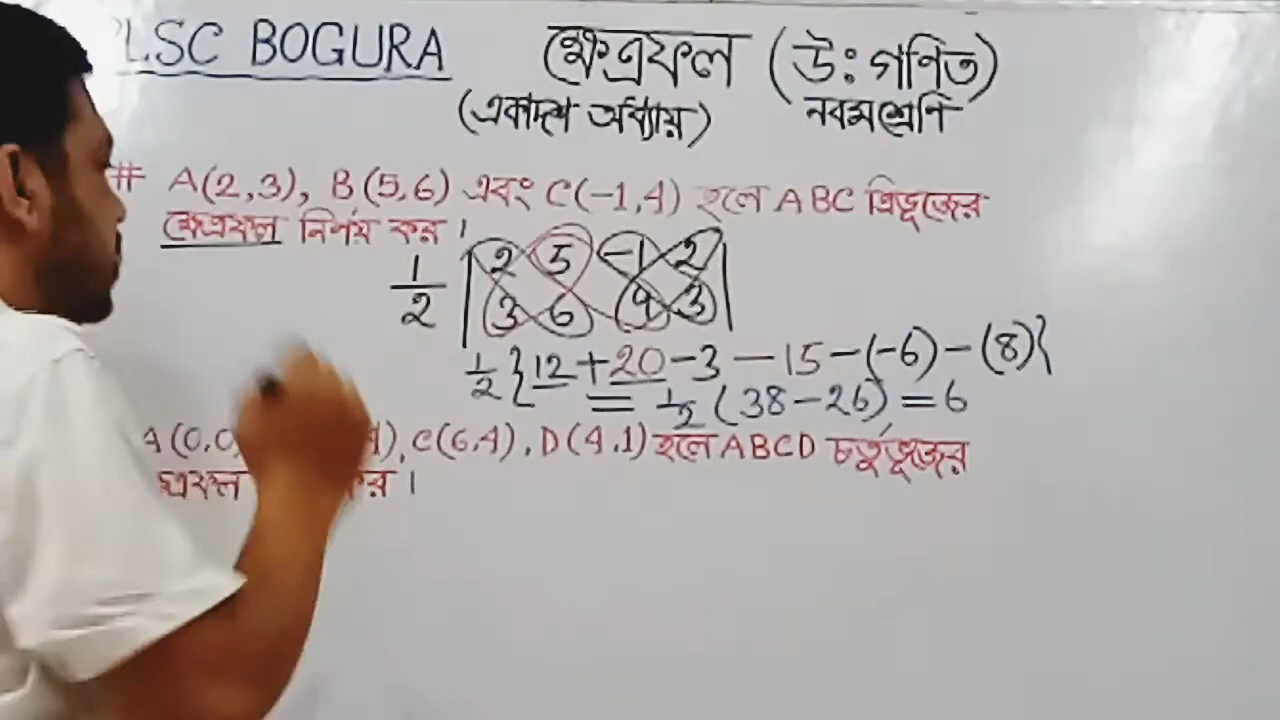 LSC BOGURA ক্ষেত্রফল (উঃ গণিত)
(একাদশ অধ্যায়) নবম শ্রেণি
# A(2,3), B(5,6) এবং C(-1,4) হলে ABC ত্রিভুজের
ক্ষেত্রফল নির্ণয় কর।
1/2 | 2 5 -1 2 |
3 6 4 3
1/2 {12+20-3-15-(-6)-(8)}
= 1/2 (38-26) = 6
A(0,0 4), C(6,4), D(4,1) হলে ABCD চতুর্ভূজের
ত্রফল কর।